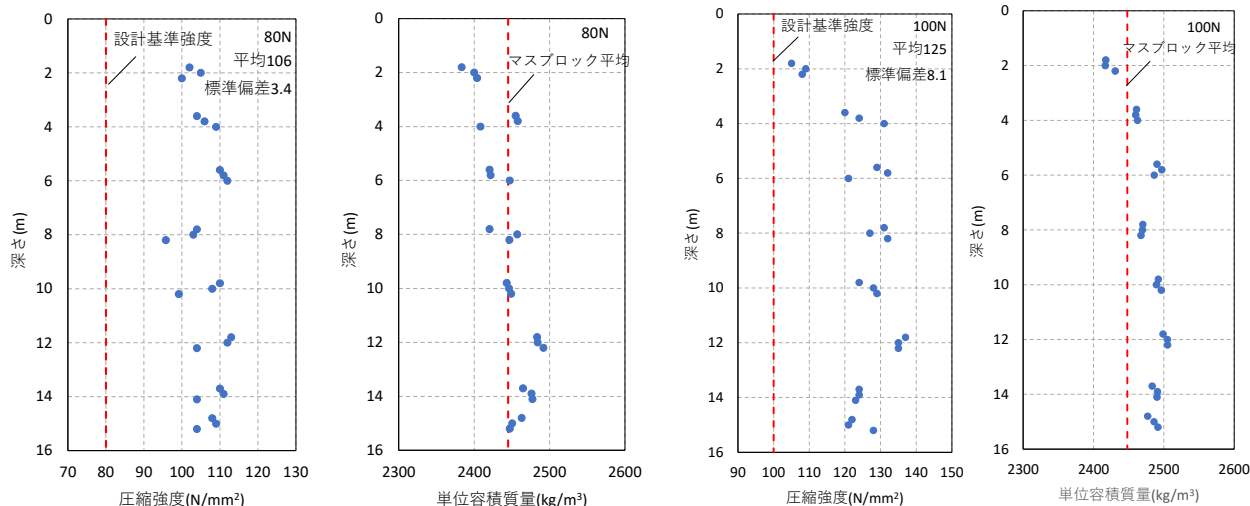 0
2
4
6
8
10
12
14
16
深さ(m)
70 80 90 100 110 120 130
圧縮強度(N/mm²)
設計基準強度
80N
平均106
標準偏差3.4
0
2
4
6
8
10
12
14
16
深さ(m)
2300 2400 2500 2600
単位容積質量(kg/m³)
80N
マスブロック平均
0
2
4
6
8
10
12
14
16
深さ(m)
90 100 110 120 130 140 150
圧縮強度(N/mm²)
設計基準強度
100N
平均125
標準偏差8.1
0
2
4
6
8
10
12
14
16
深さ(m)
2300 2400 2500 2600
単位容積質量(kg/m³)
100N
マスブロック平均